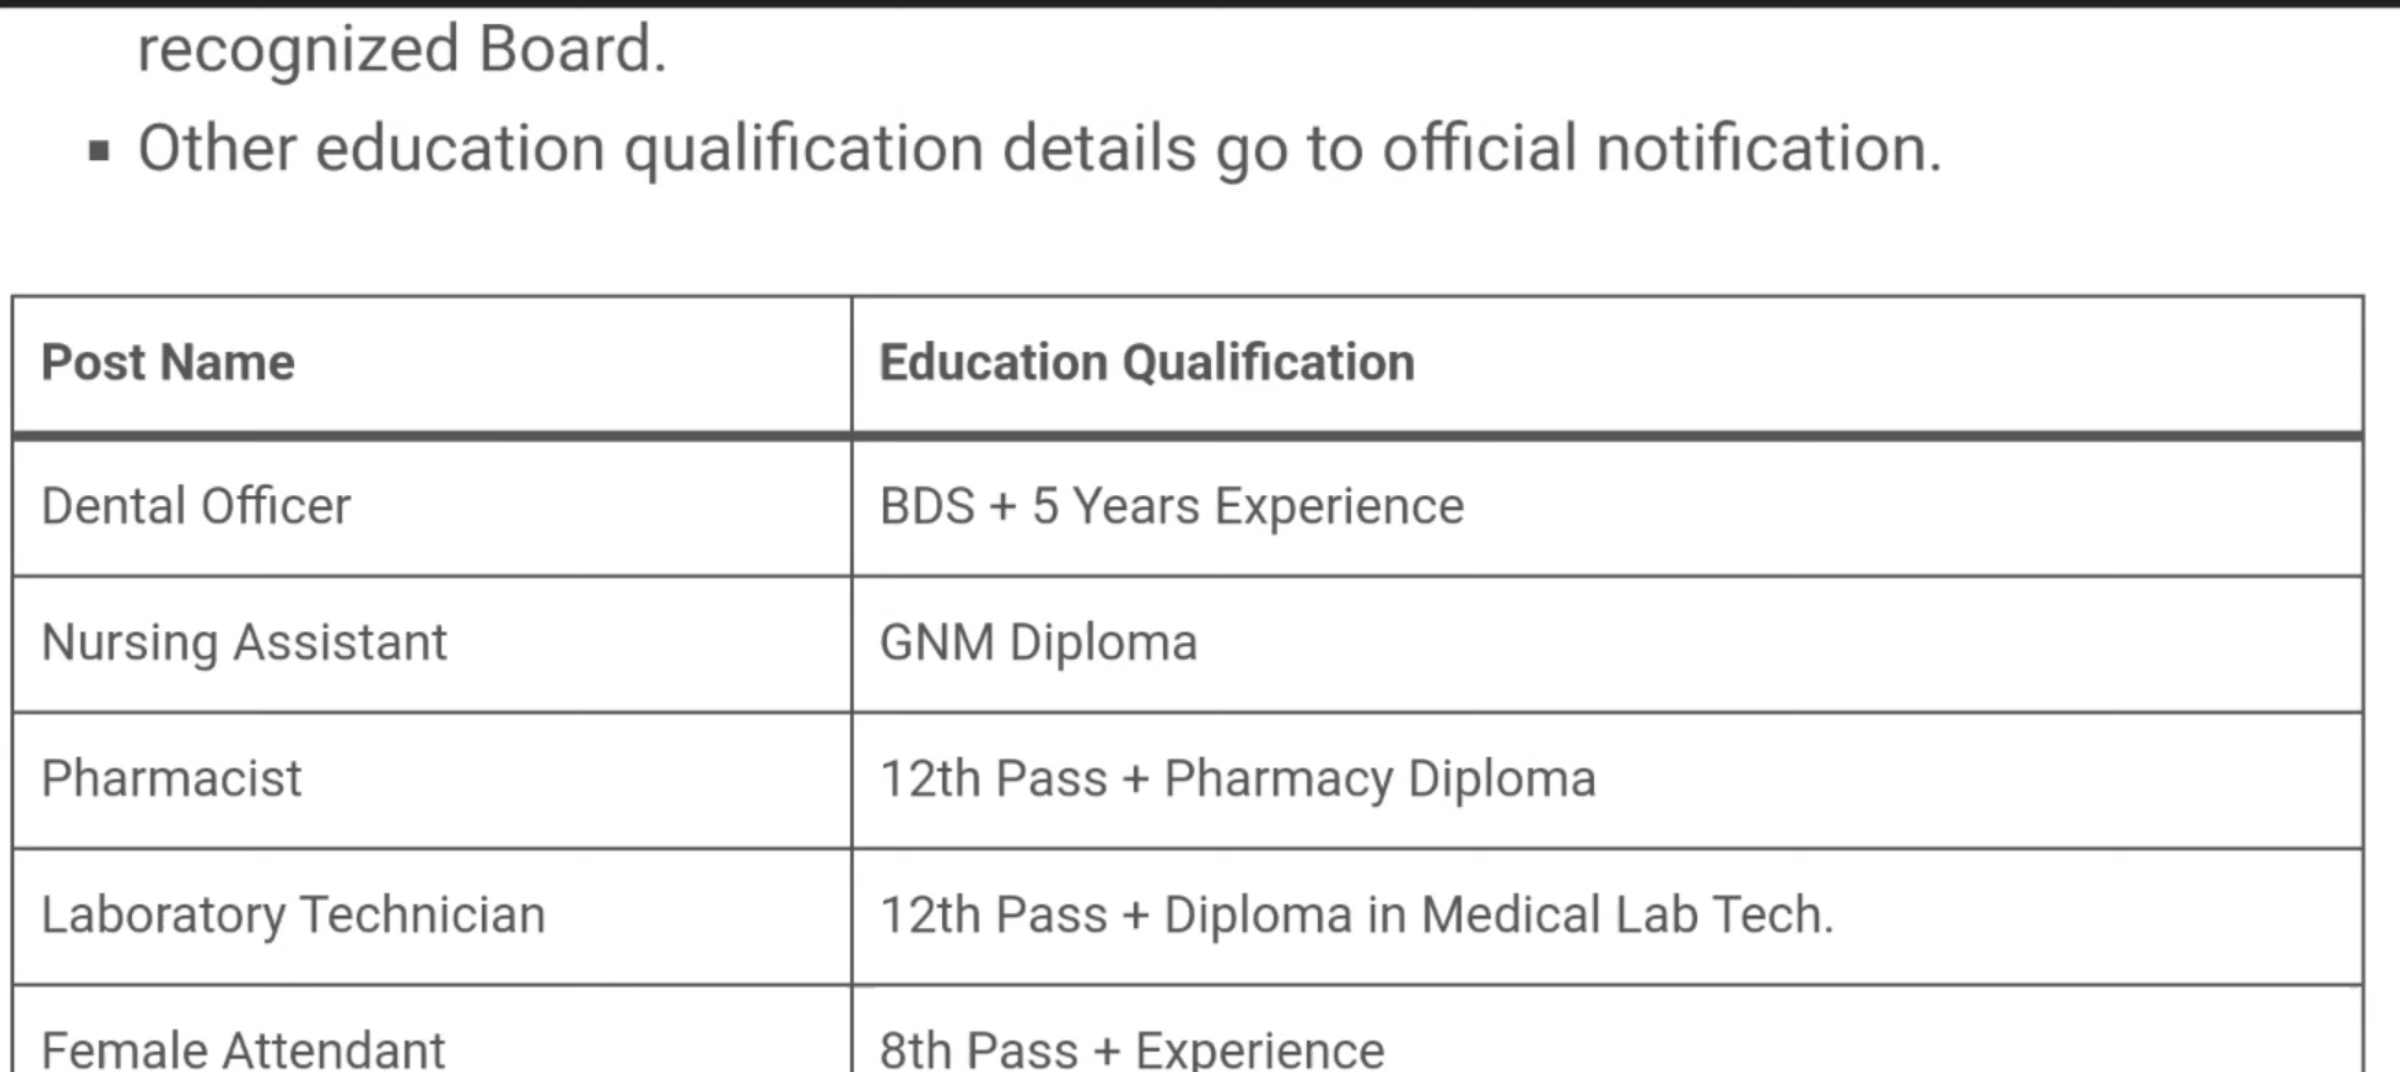 recognized Board.
▪ Other education qualification details go to official notification.
Post Name Education Qualification
Dental Officer BDS + 5 Years Experience
Nursing Assistant GNM Diploma
Pharmacist 12th Pass + Pharmacy Diploma
Laboratory Technician 12th Pass + Diploma in Medical Lab Tech.
Female Attendant 8th Pass + Experience